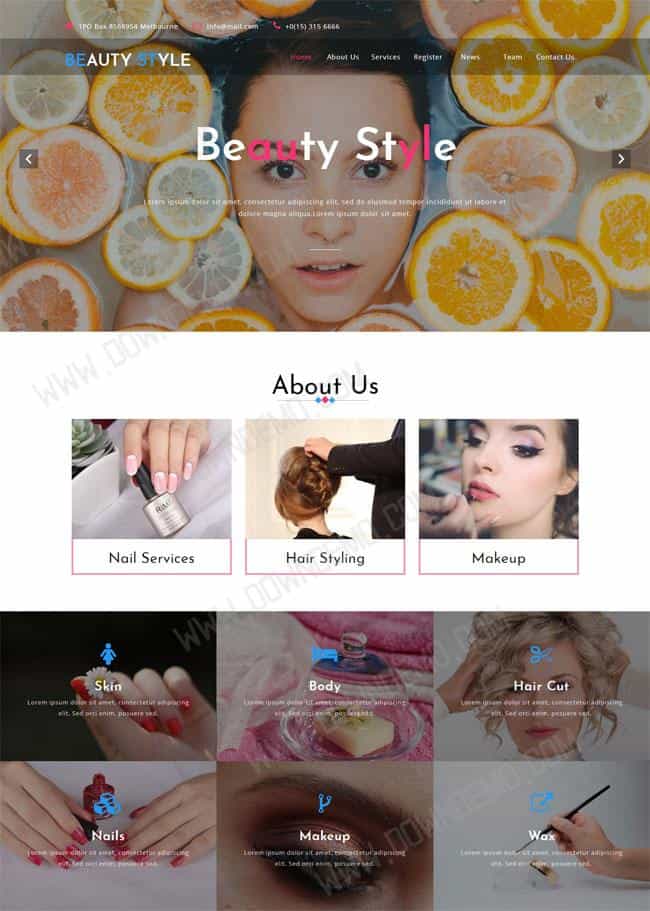 1PO Box 8568954 Melbourne info@mail.com +0(15) 315 6666
BEAUTY STYLE Home About Us Services Register News Team Contact Us
Beauty Style
Lorem ipsum dolor sit amet, consectetur adipiscing elit, sed do eiusmod tempor incididunt ut labore et
dolore magna aliqua.Lorem ipsum dolor sit amet.
About Us
Nail Services Hair Styling Makeup
Skin Body Hair Cut
Lorem ipsum dolor sit amet, consectetur adipiscing Lorem ipsum dolor sit amet, consectetur adipiscing Lorem ipsum dolor sit amet, consectetur adipiscing
elit. Sed orci enim, posuere sed. elit. Sed orci enim, posuere sed. elit. Sed orci enim, posuere sed.
Nails Makeup Wax
Lorem ipsum dolor sit amet, consectetur adipiscing Lorem ipsum dolor sit amet, consectetur adipiscing Lorem ipsum dolor sit amet, consectetur adipiscing
elit. Sed orci enim, posuere sed. elit. Sed orci enim, posuere sed. elit. Sed orci enim, posuere sed.
WWW.DOWNDEMO.COM
WWW.DOWNDEMO.COM